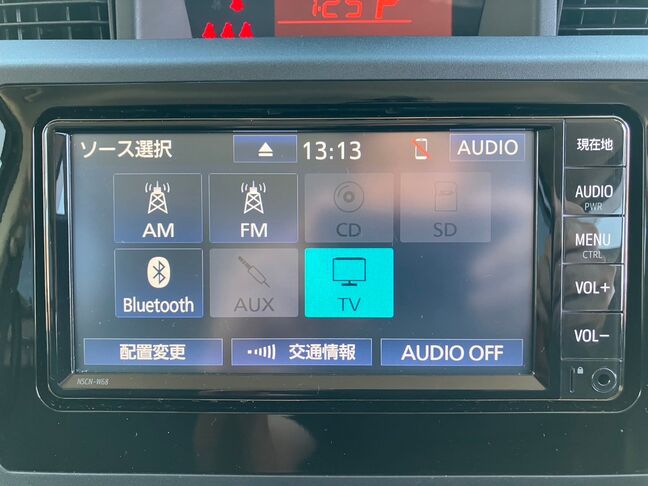 1:25 P
ソース選択 13:13 AUDIO
AM FM CD SD
Bluetooth AUX TV
配置変更 交通情報 AUDIO OFF
現在地
AUDIO
PWR
MENU
CTRL
VOL+
VOL-
NSCN-W68